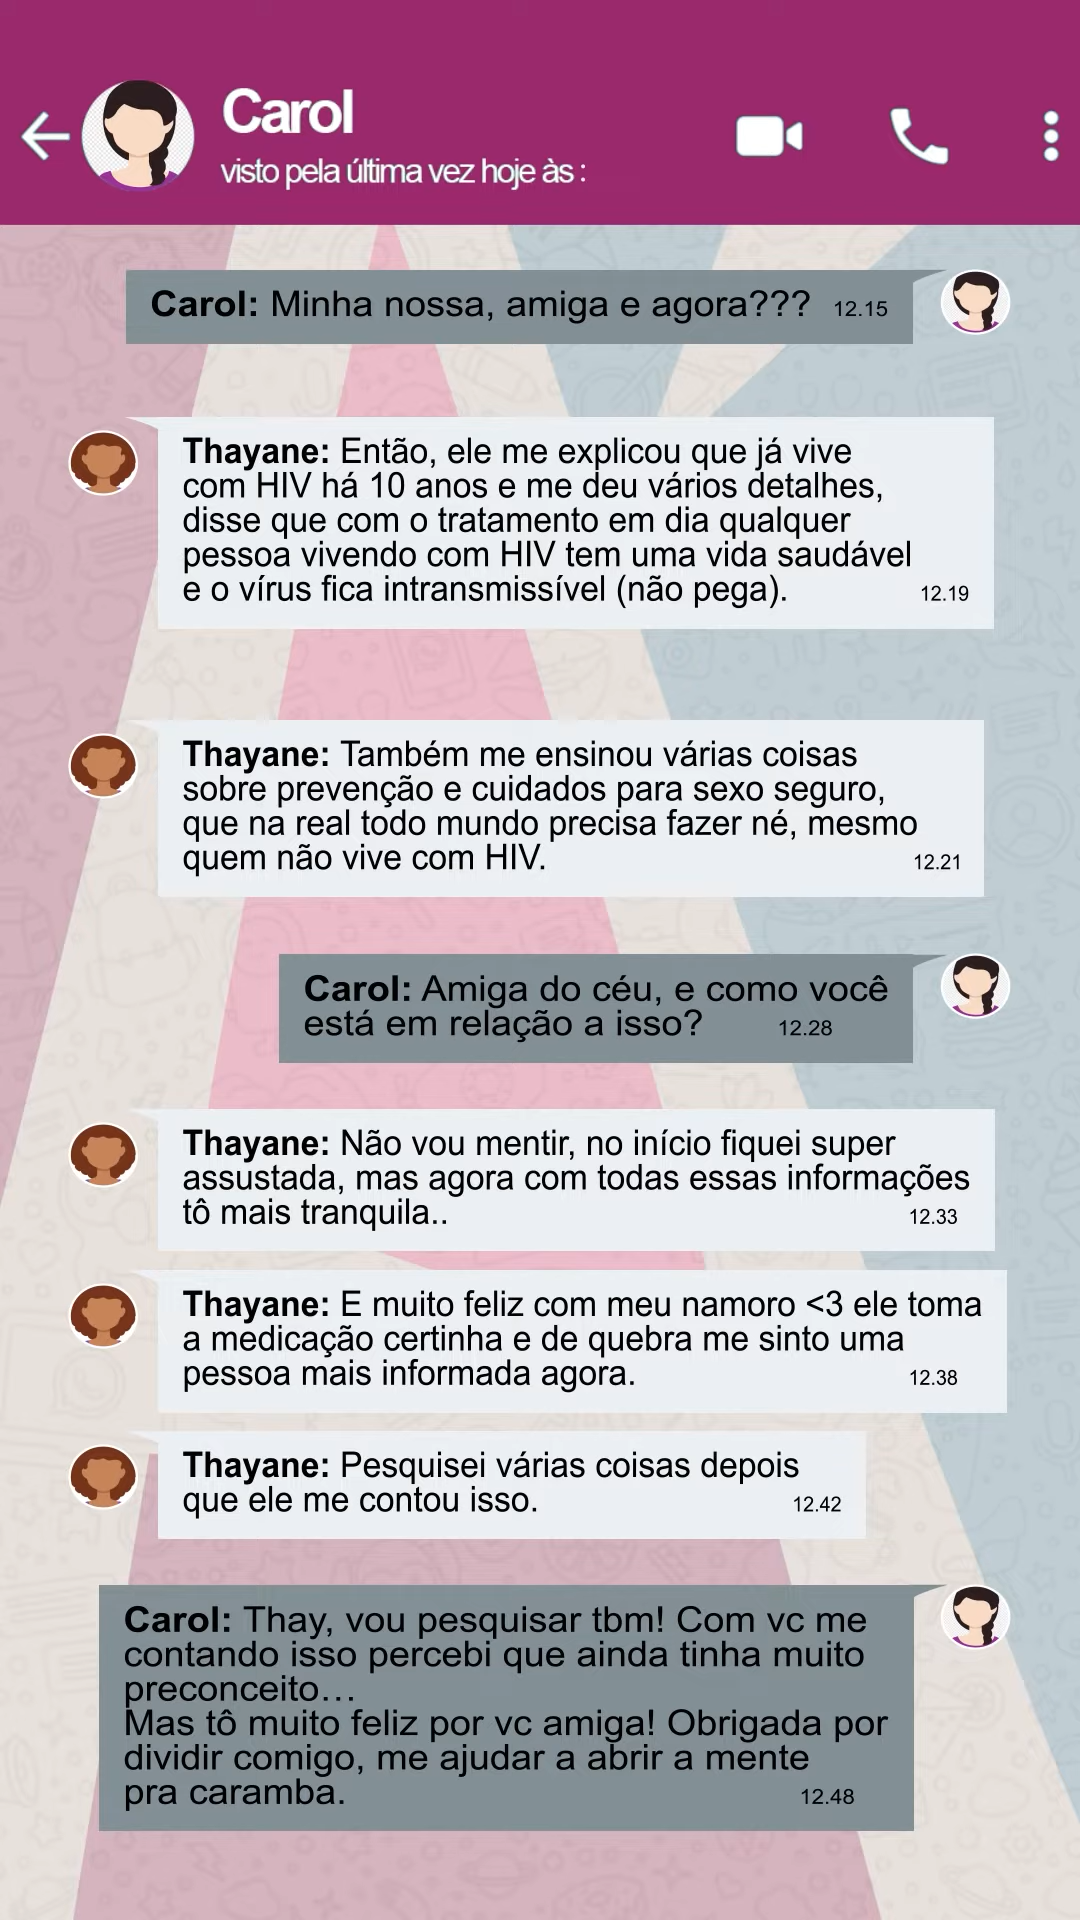 Carol
visto pela última vez hoje às :
Carol: Minha nossa, amiga e agora??? 12.15
Thayane: Então, ele me explicou que já vive
com HIV há 10 anos e me deu vários detalhes,
disse que com o tratamento em dia qualquer
pessoa vivendo com HIV tem uma vida saudável
e o vírus fica intransmissível (não pega). 12.19
Thayane: Também me ensinou várias coisas
sobre prevenção e cuidados para sexo seguro,
que na real todo mundo precisa fazer né, mesmo
quem não vive com HIV. 12.21
Carol: Amiga do céu, e como você
está em relação a isso? 12.28
Thayane: Não vou mentir, no início fiquei super
assustada, mas agora com todas essas informações
tô mais tranquila.. 12.33
Thayane: E muito feliz com meu namoro <3 ele toma
a medicação certinha e de quebra me sinto uma
pessoa mais informada agora. 12.38
Thayane: Pesquisei várias coisas depois
que ele me contou isso. 12.42
Carol: Thay, vou pesquisar tbm! Com vc me
contando isso percebi que ainda tinha muito
preconceito...
Mas tô muito feliz por vc amiga! Obrigada por
dividir comigo, me ajudar a abrir a mente
pra caramba. 12.48